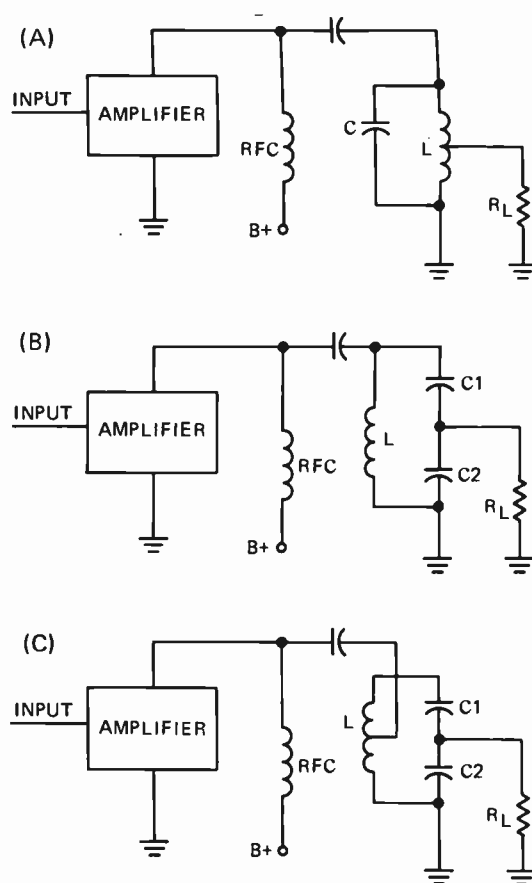 (A)
INPUT
AMPLIFIER
RFC
B+
C
L
RL
(B)
INPUT
AMPLIFIER
RFC
B+
L
C1
C2
RL
(C)
INPUT
AMPLIFIER
RFC
B+
L
C1
C2
RL